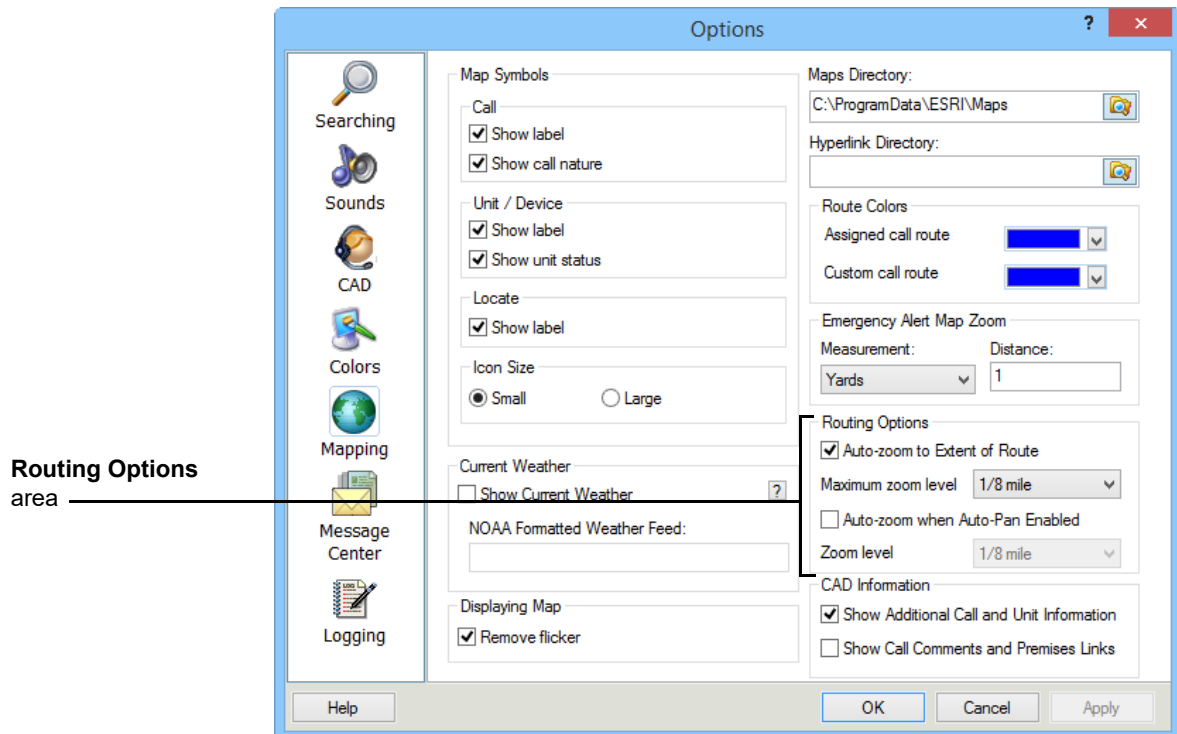 Options
?
Searching
Sounds
CAD
Colors
Mapping
Message
Center
Logging
Map Symbols
Call
Show label
Show call nature
Unit / Device
Show label
Show unit status
Locate
Show label
Icon Size
Small
Large
Current Weather
Show Current Weather
?
NOAA Formatted Weather Feed:
Displaying Map
Remove flicker
Maps Directory:
C:\ProgramData\ESRI\Maps
Hyperlink Directory:
Route Colors
Assigned call route
Custom call route
Emergency Alert Map Zoom
Measurement:
Distance:
Yards
1
Routing Options
Auto-zoom to Extent of Route
Maximum zoom level
1/8 mile
Auto-zoom when Auto-Pan Enabled
Zoom level
1/8 mile
CAD Information
Show Additional Call and Unit Information
Show Call Comments and Premises Links
Help
OK
Cancel
Apply
Routing Options
area